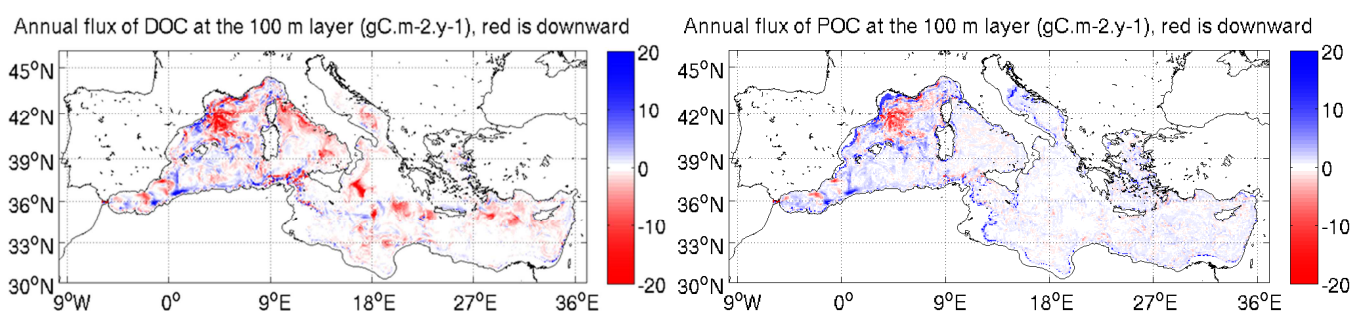 Annual flux of DOC at the 100 m layer (gC.m-2.y-1), red is downward
45°N
42°N
39°N
36°N
33°N
30°N
9°W
0°
9°E
18°E
27°E
36°E
20
10
0
-10
-20
Annual flux of POC at the 100 m layer (gC.m-2.y-1), red is downward
45°N
42°N
39°N
36°N
33°N
30°N
9°W
0°
9°E
18°E
27°E
36°E
20
10
0
-10
-20